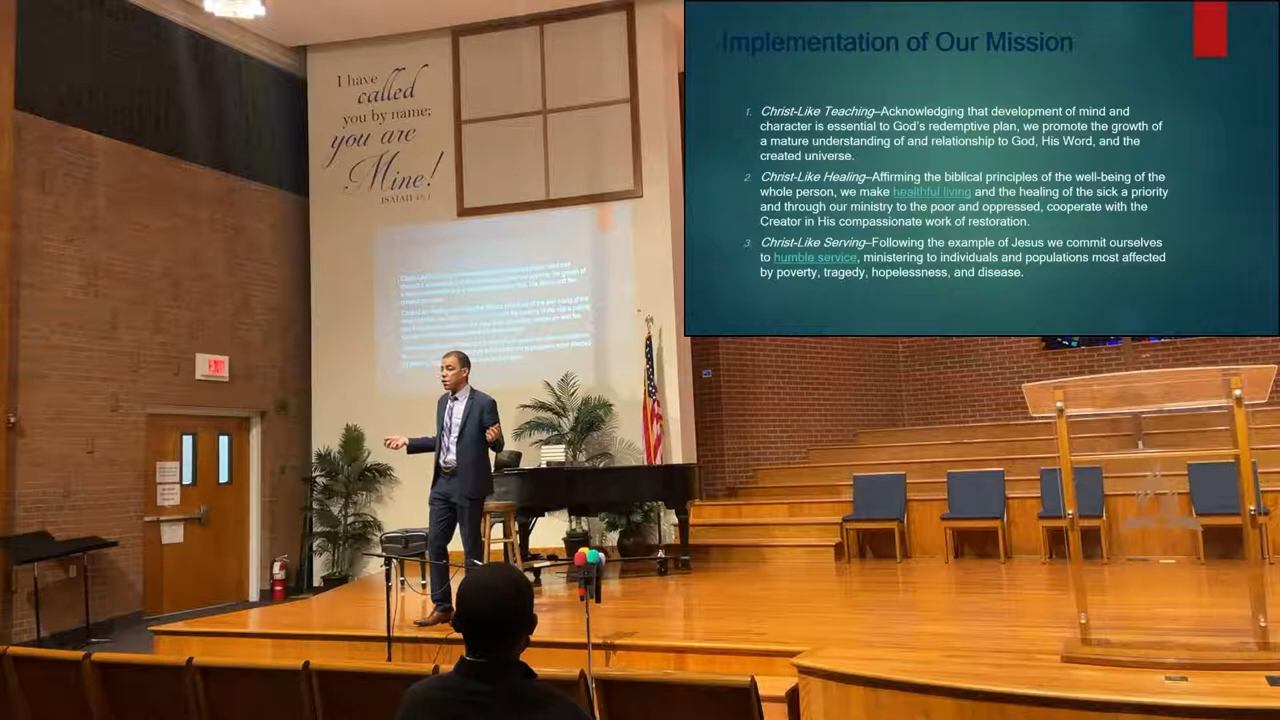 I have
called
you by name;
you are
Mine!
ISAIAH 43:1
Implementation of Our Mission
1. Christ-Like Teaching–Acknowledging that development of mind and
character is essential to God's redemptive plan, we promote the growth of
a mature understanding of and relationship to God, His Word, and the
created universe.
2. Christ-Like Healing–Affirming the biblical principles of the well-being of the
whole person, we make healthful living and the healing of the sick a priority
and through our ministry to the poor and oppressed, cooperate with the
Creator in His compassionate work of restoration.
3. Christ-Like Serving–Following the example of Jesus we commit ourselves
to humble service, ministering to individuals and populations most affected
by poverty, tragedy, hopelessness, and disease.
EXIT